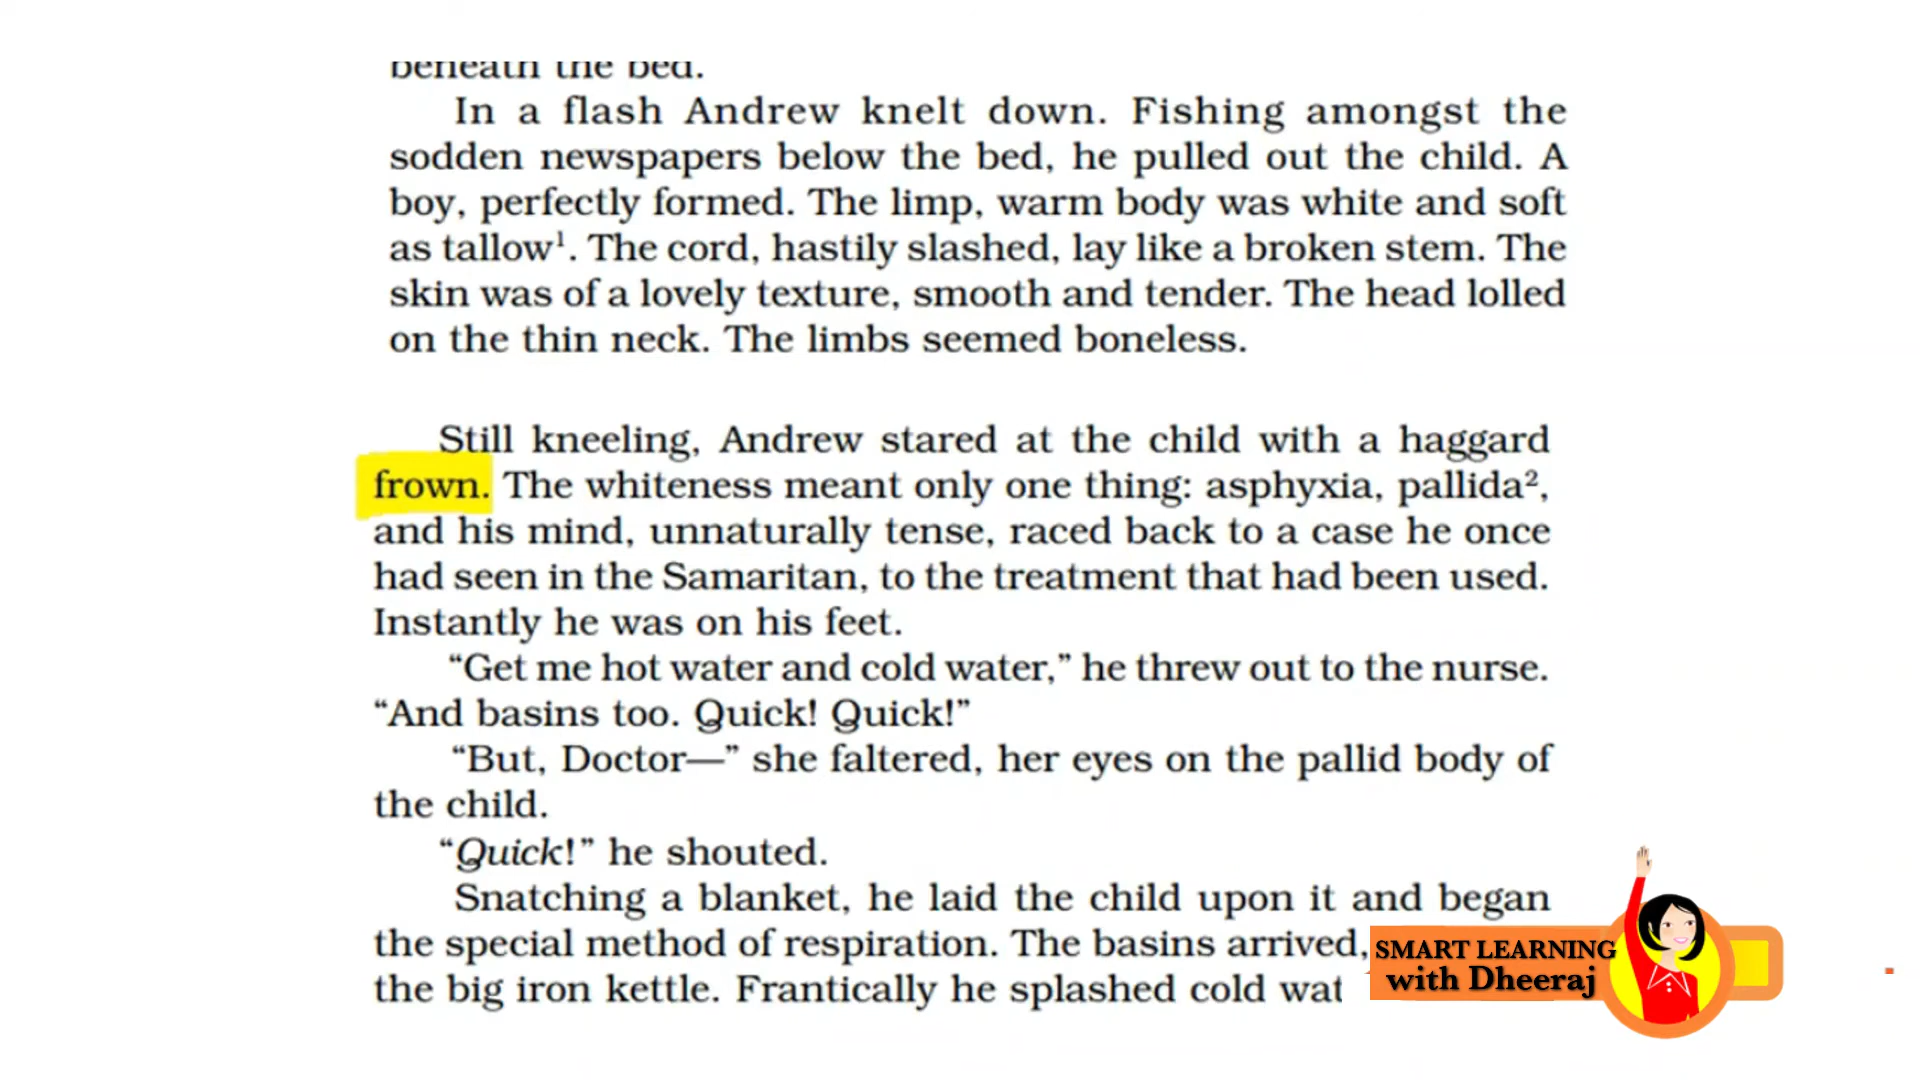 beneath the bed.
In a flash Andrew knelt down. Fishing amongst the
sodden newspapers below the bed, he pulled out the child. A
boy, perfectly formed. The limp, warm body was white and soft
as tallow¹. The cord, hastily slashed, lay like a broken stem. The
skin was of a lovely texture, smooth and tender. The head lolled
on the thin neck. The limbs seemed boneless.
Still kneeling, Andrew stared at the child with a haggard
frown. The whiteness meant only one thing: asphyxia, pallida²,
and his mind, unnaturally tense, raced back to a case he once
had seen in the Samaritan, to the treatment that had been used.
Instantly he was on his feet.
“Get me hot water and cold water,” he threw out to the nurse.
“And basins too. Quick! Quick!”
“But, Doctor—” she faltered, her eyes on the pallid body of
the child.
“Quick!” he shouted.
Snatching a blanket, he laid the child upon it and began
the special method of respiration. The basins arrived,
the big iron kettle. Frantically he splashed cold wat
SMART LEARNING
with Dheeraj